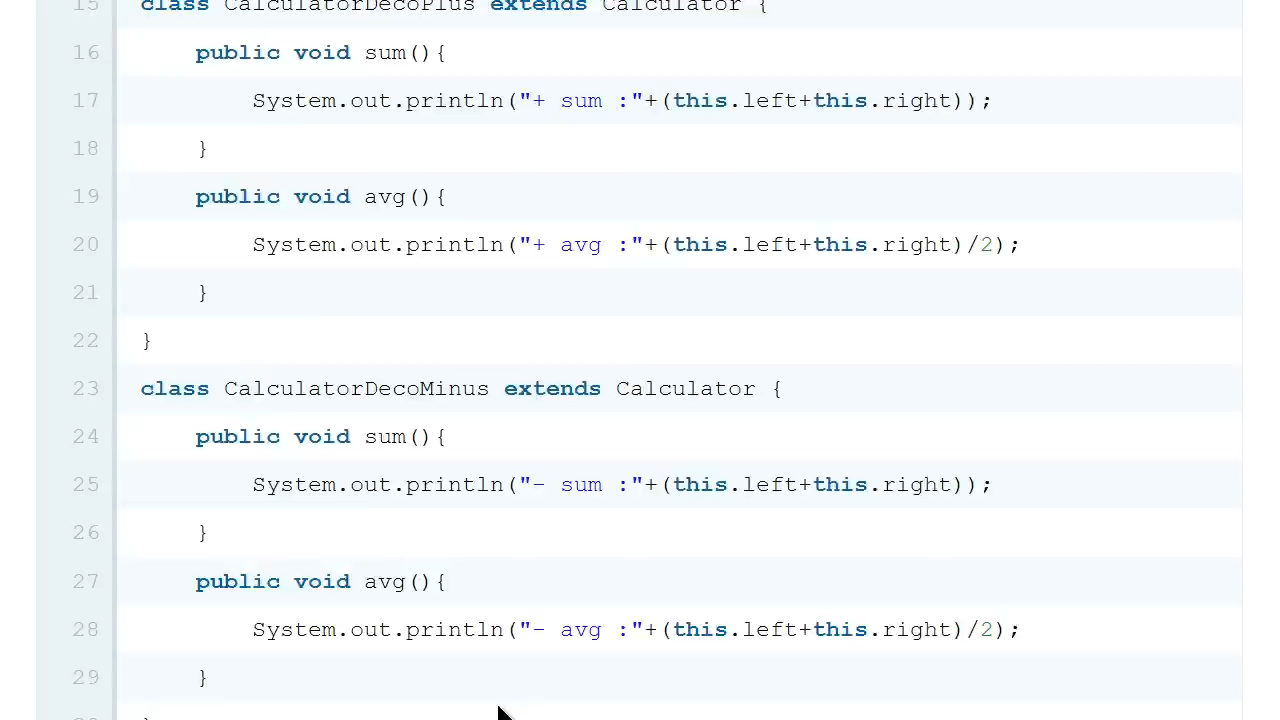 15 class CalculatorDecoPlus extends Calculator {
16     public void sum(){
17         System.out.println("+ sum :"+(this.left+this.right));
18     }
19     public void avg(){
20         System.out.println("+ avg :"+(this.left+this.right)/2);
21     }
22 }
23 class CalculatorDecoMinus extends Calculator {
24     public void sum(){
25         System.out.println("- sum :"+(this.left+this.right));
26     }
27     public void avg(){
28         System.out.println("- avg :"+(this.left+this.right)/2);
29     }